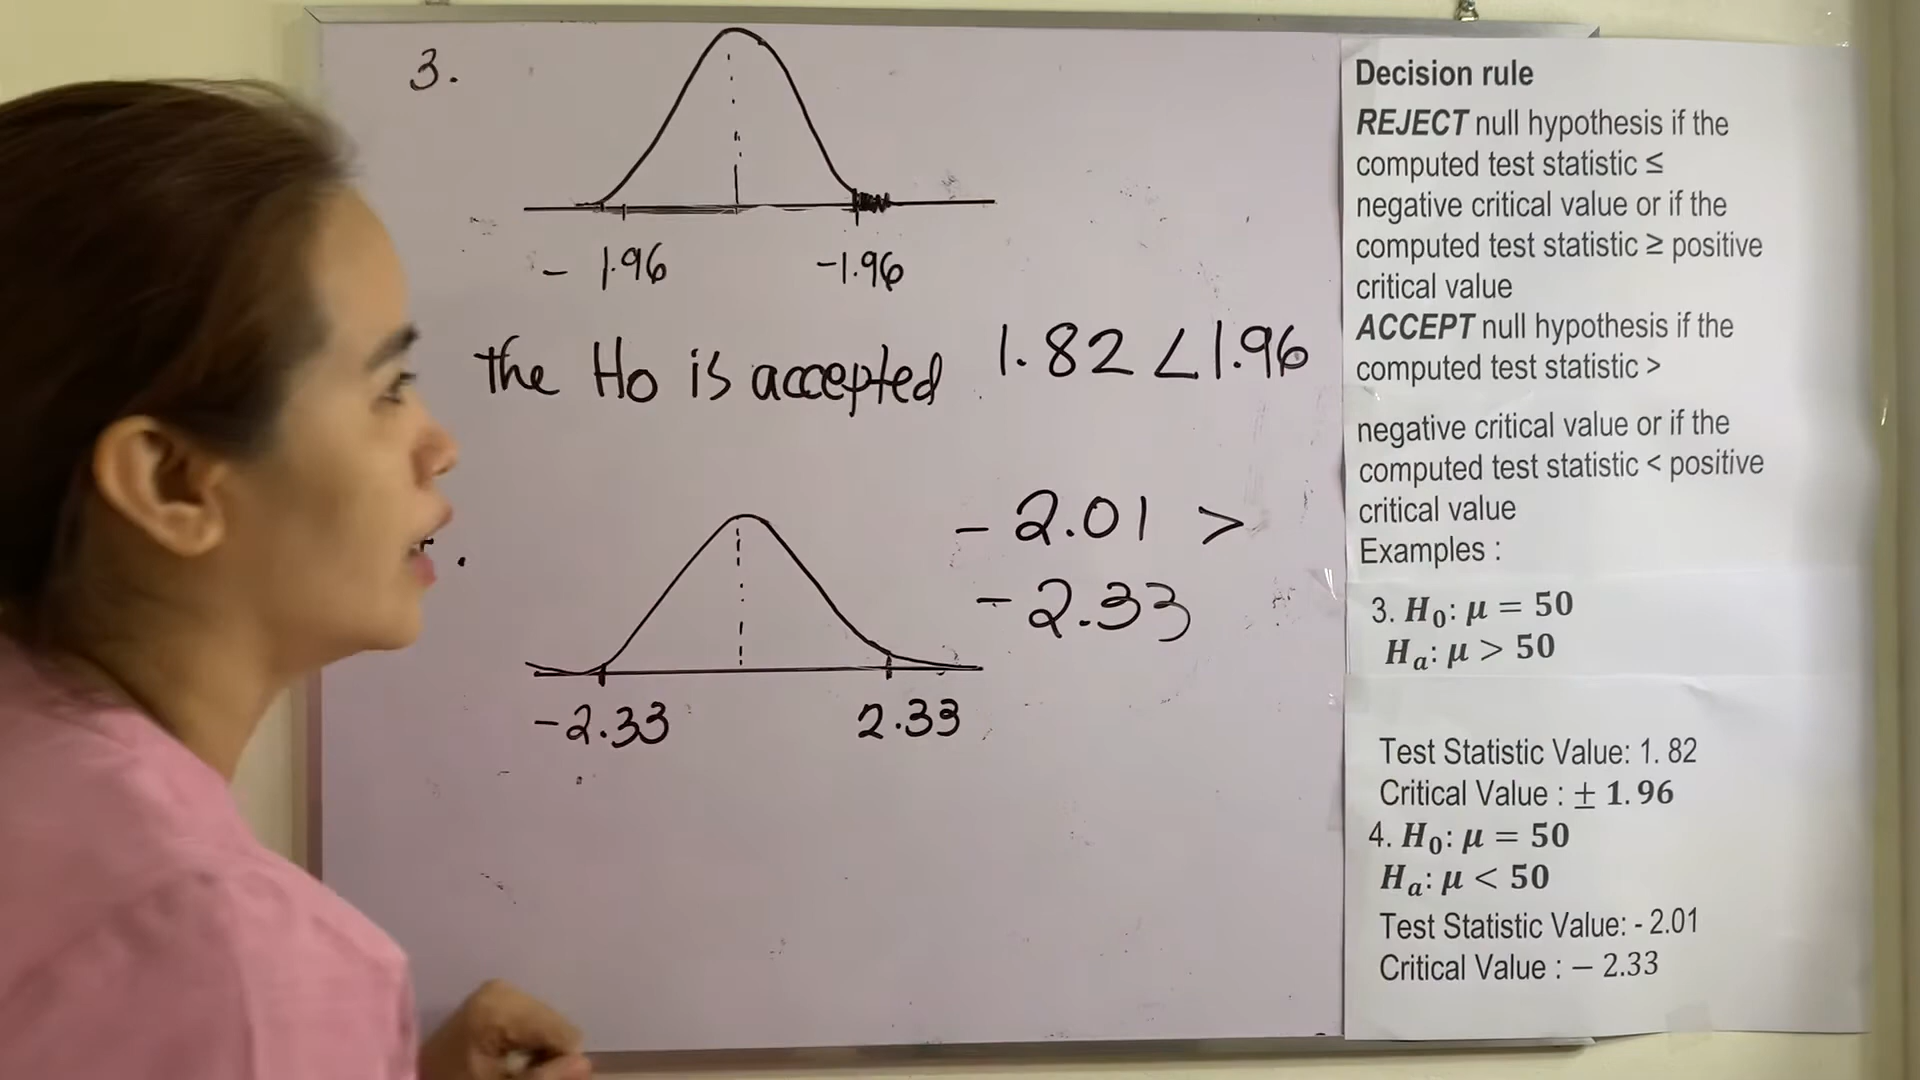 3.
- 1.96
-1.96
the Ho is accepted 1.82 < 1.96
- 2.01 >
- 2.33
-2.33
2.33
Decision rule
REJECT null hypothesis if the
computed test statistic ≤
negative critical value or if the
computed test statistic ≥ positive
critical value
ACCEPT null hypothesis if the
computed test statistic >
negative critical value or if the
computed test statistic < positive
critical value
Examples :
3. H₀: μ = 50
Hₐ: μ > 50
Test Statistic Value: 1. 82
Critical Value : ± 1.96
4. H₀: μ = 50
Hₐ: μ < 50
Test Statistic Value: - 2.01
Critical Value : – 2.33